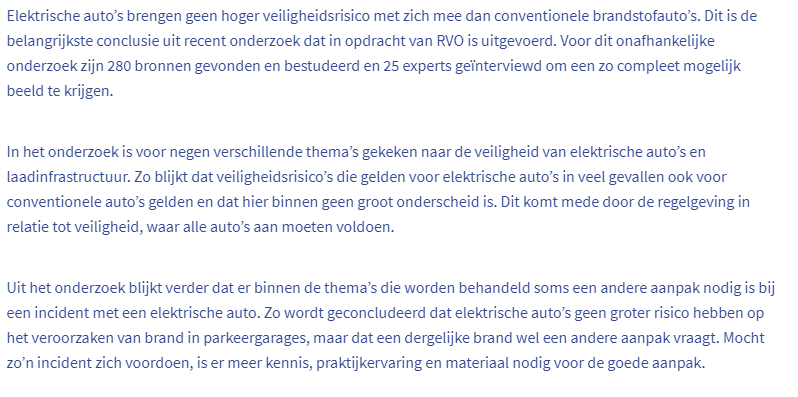 Elektrische auto’s brengen geen hoger veiligheidsrisico met zich mee dan conventionele brandstofauto’s. Dit is de
belangrijkste conclusie uit recent onderzoek dat in opdracht van RVO is uitgevoerd. Voor dit onafhankelijke
onderzoek zijn 280 bronnen gevonden en bestudeerd en 25 experts geïnterviewd om een zo compleet mogelijk
beeld te krijgen.
In het onderzoek is voor negen verschillende thema’s gekeken naar de veiligheid van elektrische auto’s en
laadinfrastructuur. Zo blijkt dat veiligheidsrisico’s die gelden voor elektrische auto’s in veel gevallen ook voor
conventionele auto’s gelden en dat hier binnen geen groot onderscheid is. Dit komt mede door de regelgeving in
relatie tot veiligheid, waar alle auto’s aan moeten voldoen.
Uit het onderzoek blijkt verder dat er binnen de thema’s die worden behandeld soms een andere aanpak nodig is bij
een incident met een elektrische auto. Zo wordt geconcludeerd dat elektrische auto’s geen groter risico hebben op
het veroorzaken van brand in parkeergarages, maar dat een dergelijke brand wel een andere aanpak vraagt. Mocht
zo’n incident zich voordoen, is er meer kennis, praktijkervaring en materiaal nodig voor de goede aanpak.